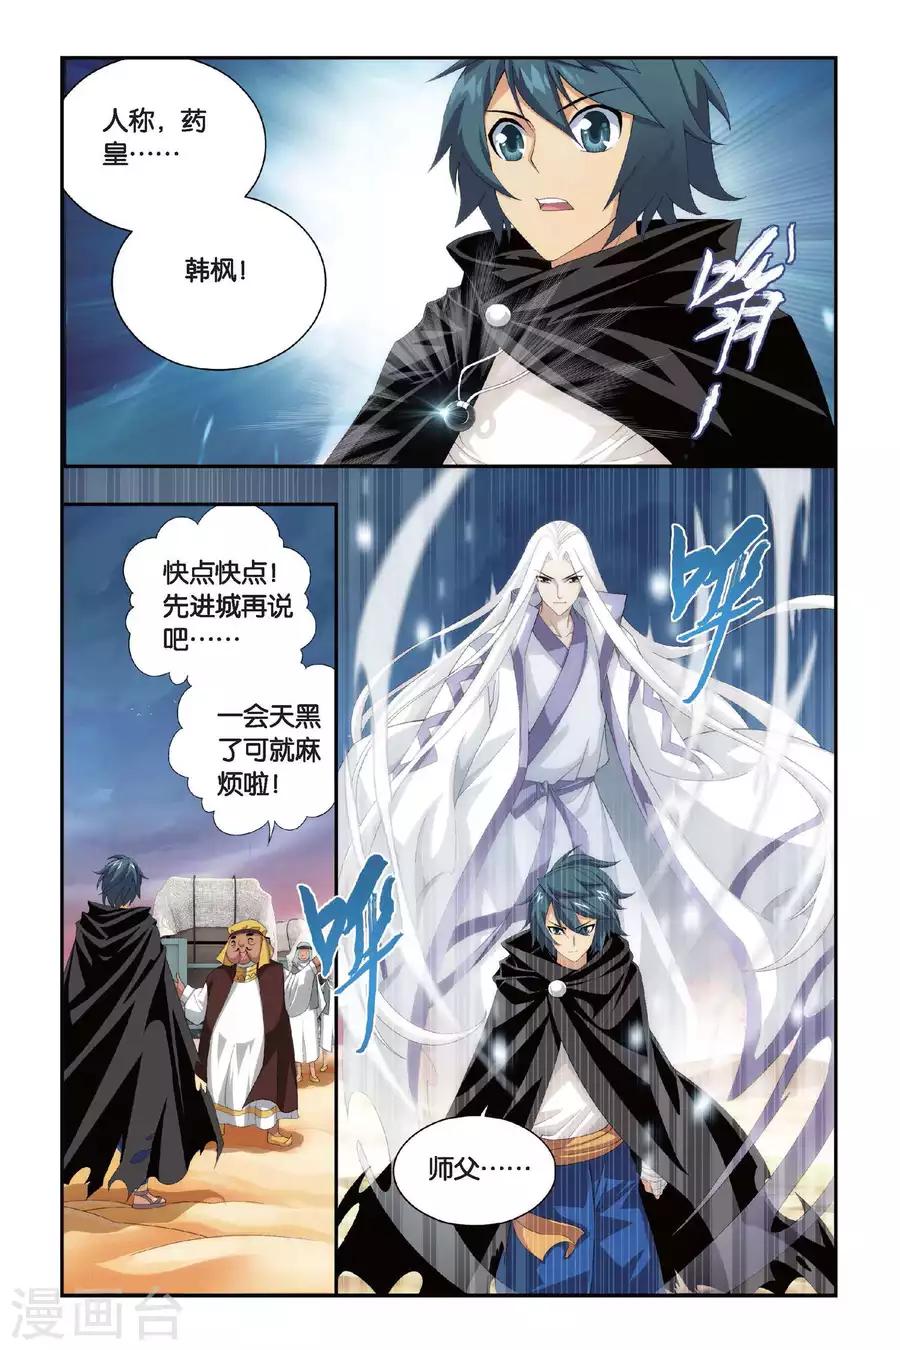 人称，药
皇……
韩枫！
嗡！
快点快点！
先进城再说
吧……
一会天黑
了可就麻
烦啦！
呼
呼
师父……
漫画台